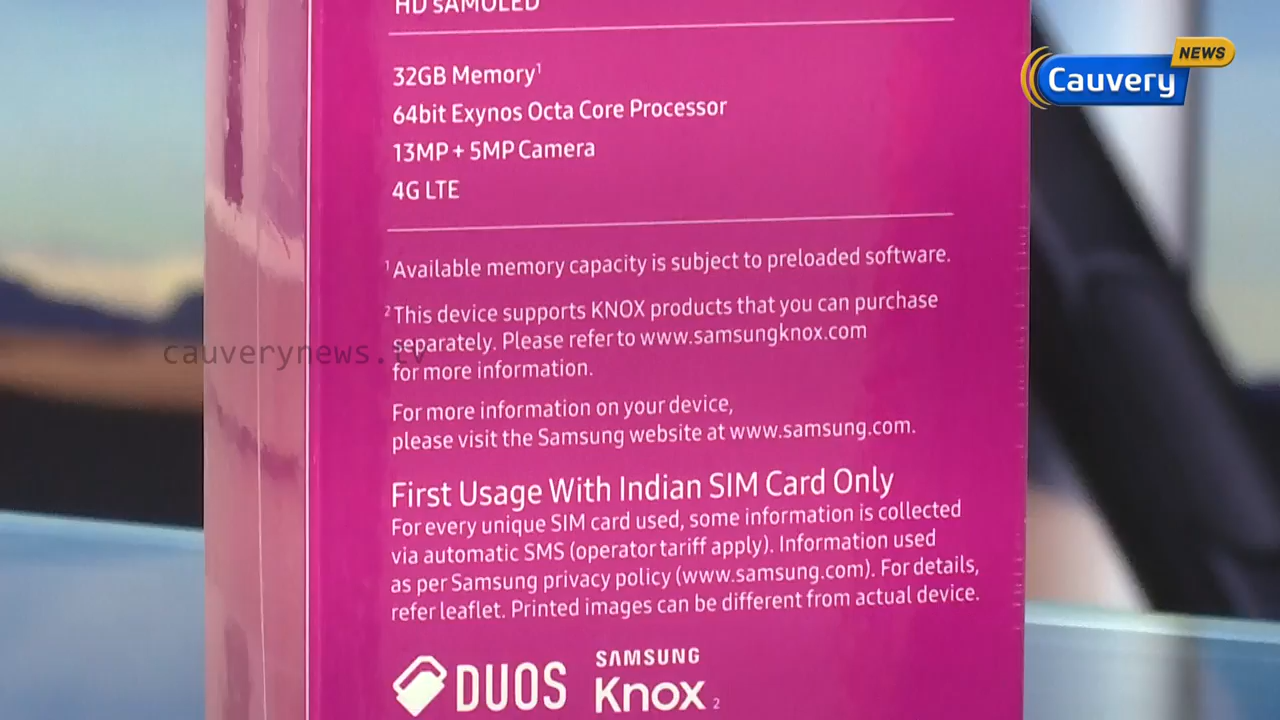 HD sAMOLED
32GB Memory¹
64bit Exynos Octa Core Processor
13MP + 5MP Camera
4G LTE
¹ Available memory capacity is subject to preloaded software.
² This device supports KNOX products that you can purchase
separately. Please refer to www.samsungknox.com
for more information.
For more information on your device,
please visit the Samsung website at www.samsung.com.
First Usage With Indian SIM Card Only
For every unique SIM card used, some information is collected
via automatic SMS (operator tariff apply). Information used
as per Samsung privacy policy (www.samsung.com). For details,
refer leaflet. Printed images can be different from actual device.
DUOS
SAMSUNG
Knox 2
Cauvery
NEWS
cauverynews.tv